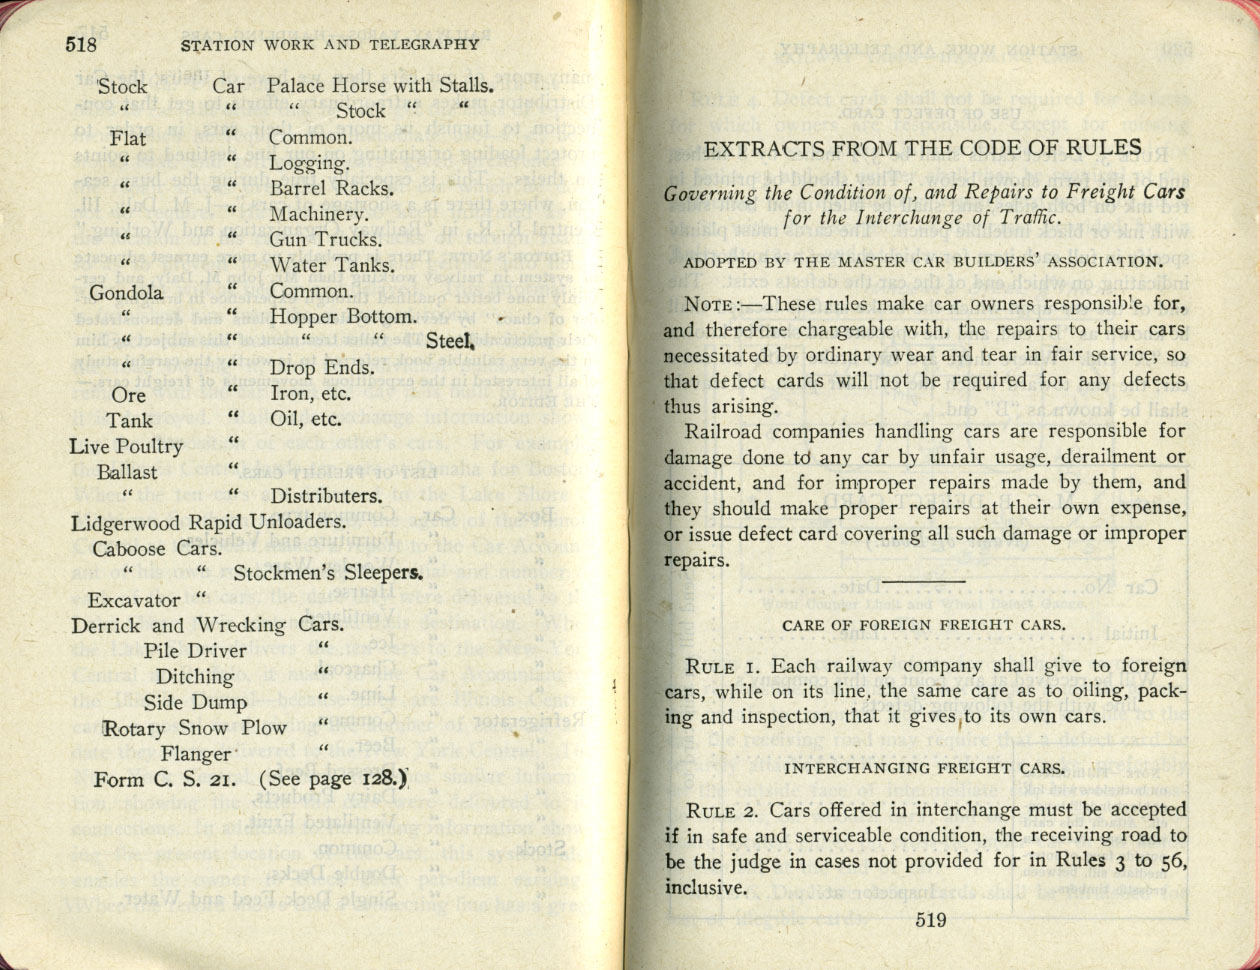 518
STATION WORK AND TELEGRAPHY
Stock Car Palace Horse with Stalls.
“ “ “ Stock “ “
Flat “ Common.
“ “ Logging.
“ “ Barrel Racks.
“ “ Machinery.
“ “ Gun Trucks.
“ “ Water Tanks.
Gondola “ Common.
“ “ Hopper Bottom.
“ “ “ “ Steel.
“ “ Drop Ends.
Ore “ Iron, etc.
Tank “ Oil, etc.
Live Poultry “
Ballast “
“ “ Distributers.
Lidgerwood Rapid Unloaders.
Caboose Cars.
“ “ Stockmen's Sleepers.
Excavator “
Derrick and Wrecking Cars.
Pile Driver “
Ditching “
Side Dump “
Rotary Snow Plow “
Flanger “
Form C. S. 21. (See page 128.)
EXTRACTS FROM THE CODE OF RULES
Governing the Condition of, and Repairs to Freight Cars
for the Interchange of Traffic.
ADOPTED BY THE MASTER CAR BUILDERS' ASSOCIATION.
NOTE:—These rules make car owners responsible for,
and therefore chargeable with, the repairs to their cars
necessitated by ordinary wear and tear in fair service, so
that defect cards will not be required for any defects
thus arising.
Railroad companies handling cars are responsible for
damage done to any car by unfair usage, derailment or
accident, and for improper repairs made by them, and
they should make proper repairs at their own expense,
or issue defect card covering all such damage or improper
repairs.
CARE OF FOREIGN FREIGHT CARS.
RULE 1. Each railway company shall give to foreign
cars, while on its line, the same care as to oiling, pack-
ing and inspection, that it gives to its own cars.
INTERCHANGING FREIGHT CARS.
RULE 2. Cars offered in interchange must be accepted
if in safe and serviceable condition, the receiving road to
be the judge in cases not provided for in Rules 3 to 56,
inclusive.
519